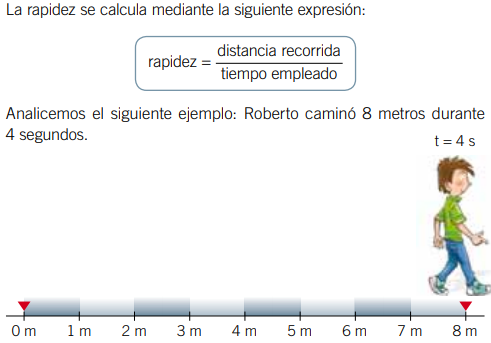 La rapidez se calcula mediante la siguiente expresión:
rapidez = distancia recorrida
tiempo empleado
Analicemos el siguiente ejemplo: Roberto caminó 8 metros durante
4 segundos.
t = 4 s
0 m 1 m 2 m 3 m 4 m 5 m 6 m 7 m 8 m